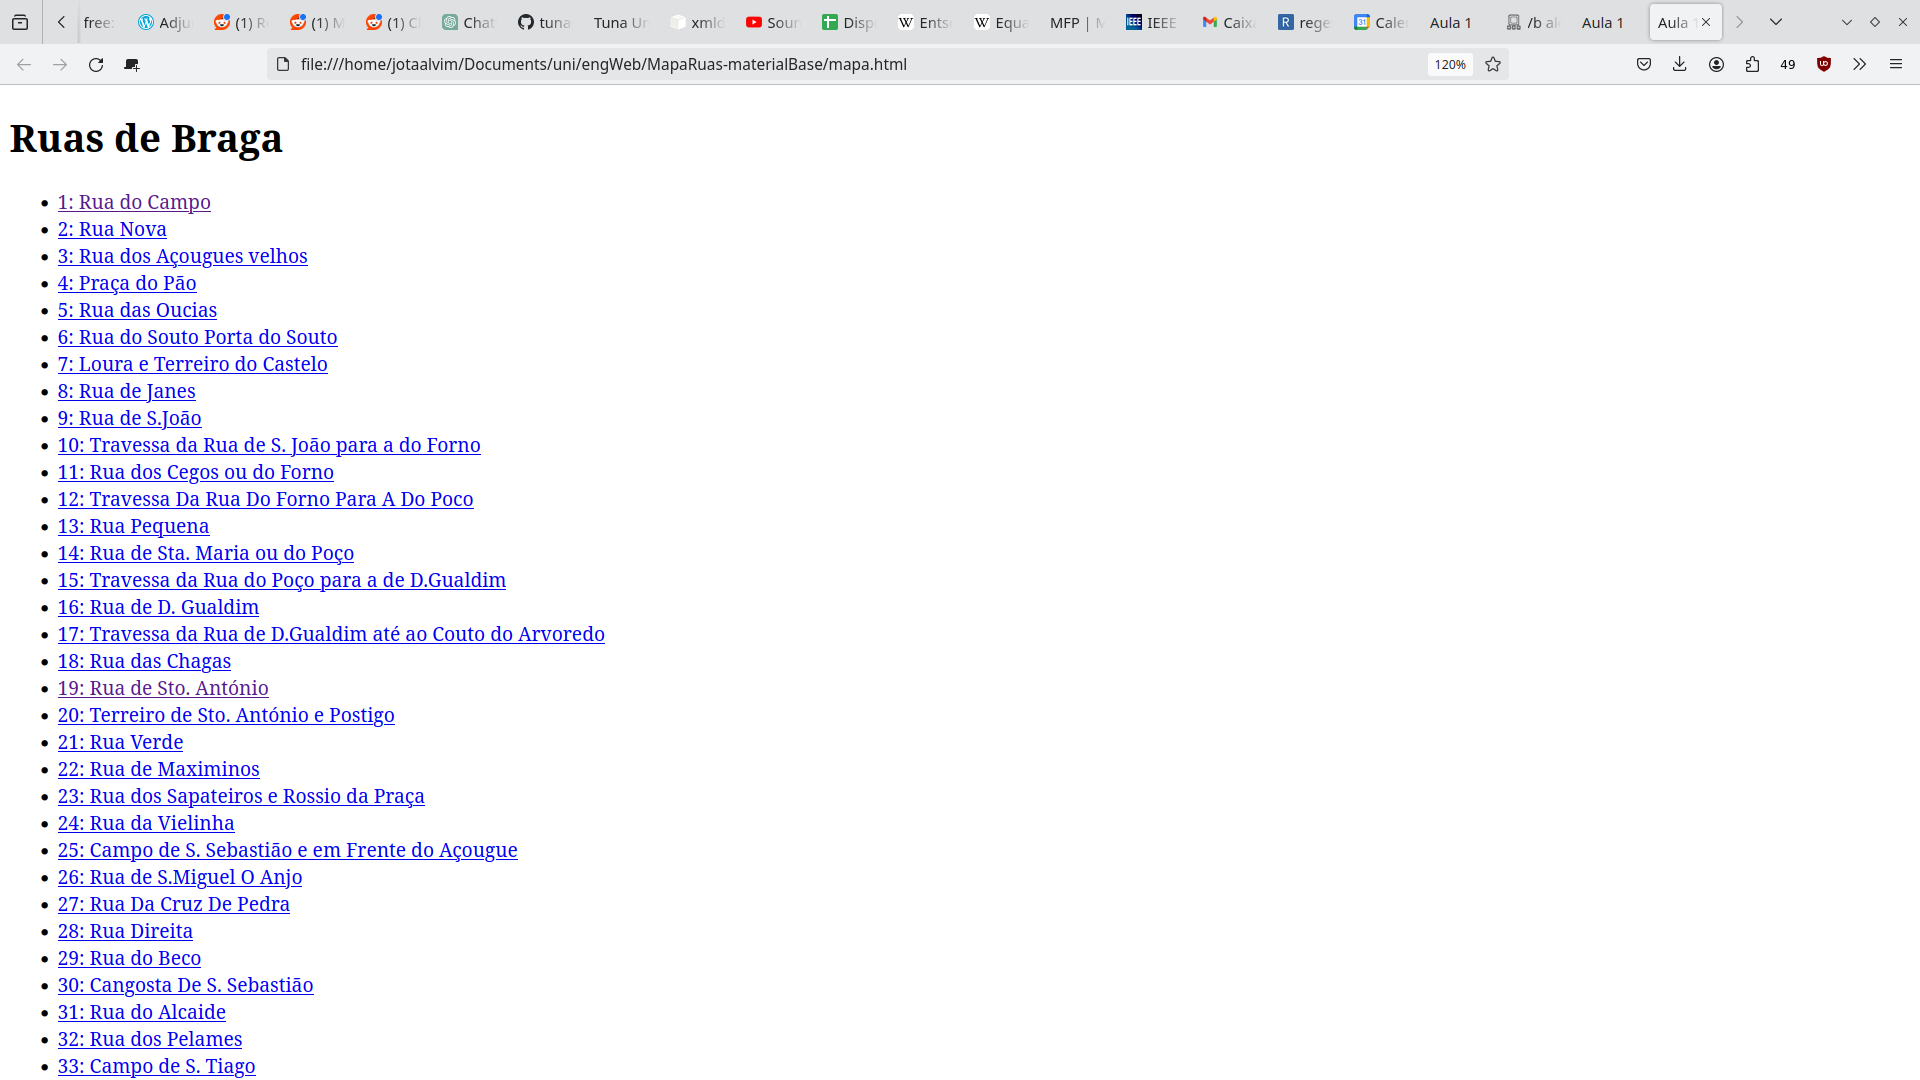 free: Adju (1) R (1) M (1) C Chat tuna Tuna Un xmld Sour Disp W Ents W Equa MFP | M IEEE IEEE Caix R rege 31 Cale Aula 1 /b al Aula 1 Aula 1
file:///home/jotaalvim/Documents/uni/engWeb/MapaRuas-materialBase/mapa.html 120% 49
Ruas de Braga
1: Rua do Campo
2: Rua Nova
3: Rua dos Açougues velhos
4: Praça do Pão
5: Rua das Oucias
6: Rua do Souto Porta do Souto
7: Loura e Terreiro do Castelo
8: Rua de Janes
9: Rua de S.João
10: Travessa da Rua de S. João para a do Forno
11: Rua dos Cegos ou do Forno
12: Travessa Da Rua Do Forno Para A Do Poco
13: Rua Pequena
14: Rua de Sta. Maria ou do Poço
15: Travessa da Rua do Poço para a de D.Gualdim
16: Rua de D. Gualdim
17: Travessa da Rua de D.Gualdim até ao Couto do Arvoredo
18: Rua das Chagas
19: Rua de Sto. António
20: Terreiro de Sto. António e Postigo
21: Rua Verde
22: Rua de Maximinos
23: Rua dos Sapateiros e Rossio da Praça
24: Rua da Vielinha
25: Campo de S. Sebastião e em Frente do Açougue
26: Rua de S.Miguel O Anjo
27: Rua Da Cruz De Pedra
28: Rua Direita
29: Rua do Beco
30: Cangosta De S. Sebastião
31: Rua do Alcaide
32: Rua dos Pelames
33: Campo de S. Tiago